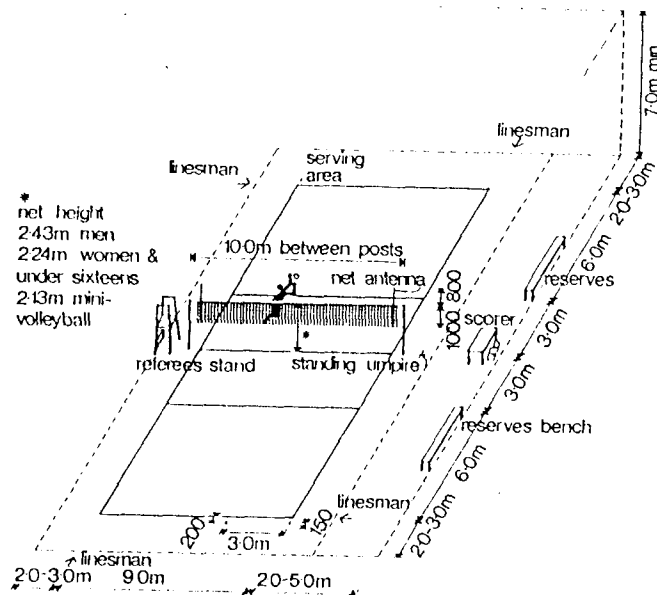 7·0m min
linesman
linesman
serving
area
2·0-3·0m
*
net height
2·43m men
2·24m women &
under sixteens
2·13m mini-
volleyball
10·0m between posts
net antenna
6·0m
reserves
800
1000
scorer
3·0m
*
referees stand
standing umpire
3·0m
reserves bench
6·0m
linesman
200
3·0m
150
2·0-3·0m
linesman
2·0-3·0m
9·0m
2·0-5·0m